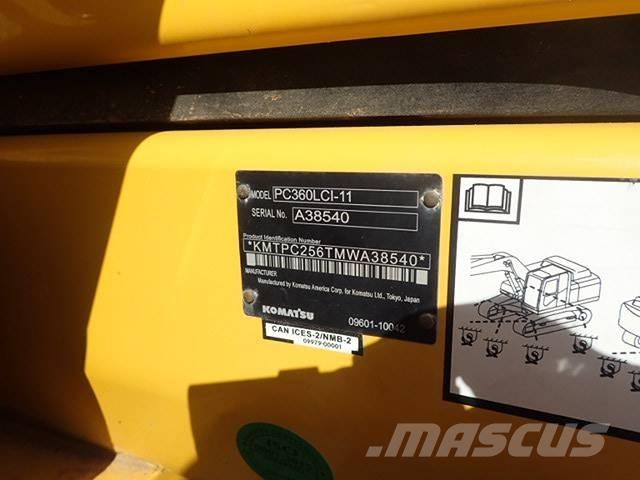 MODEL PC360LCI-11
SERIAL No. A38540
Product Identification Number
*KMTPC256TMWA38540*
MANUFACTURER
Manufactured by Komatsu America Corp. for Komatsu Ltd., Tokyo, Japan
KOMATSU
09601-10042
CAN ICES-2/NMB-2
09979-00001
MASCUS